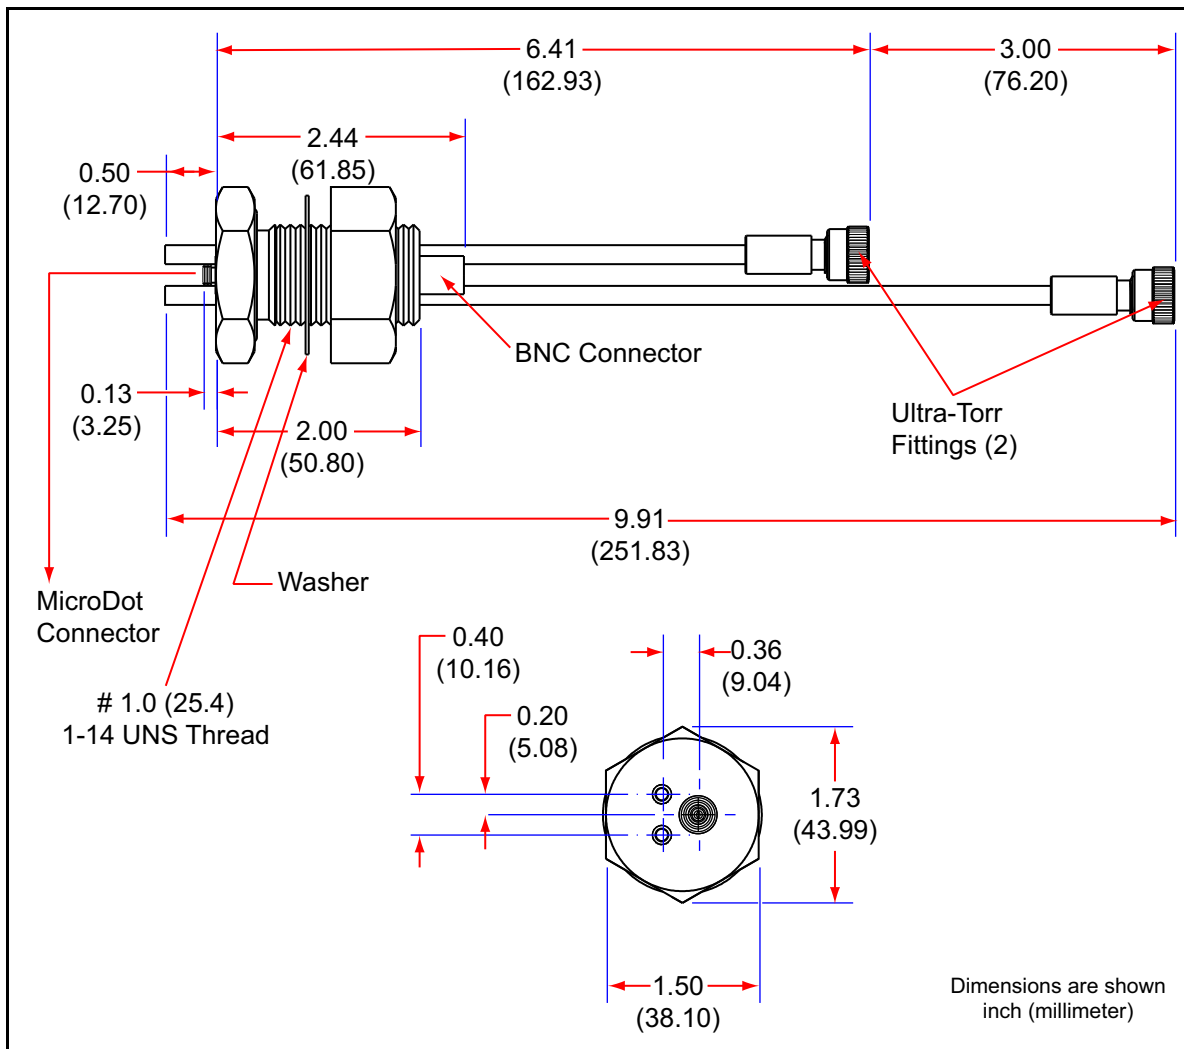 6.41
(162.93)
3.00
(76.20)
2.44
(61.85)
0.50
(12.70)
BNC Connector
0.13
(3.25)
2.00
(50.80)
Ultra-Torr
Fittings (2)
9.91
(251.83)
Washer
MicroDot
Connector
# 1.0 (25.4)
1-14 UNS Thread
0.40
(10.16)
0.36
(9.04)
0.20
(5.08)
1.73
(43.99)
1.50
(38.10)
Dimensions are shown
inch (millimeter)